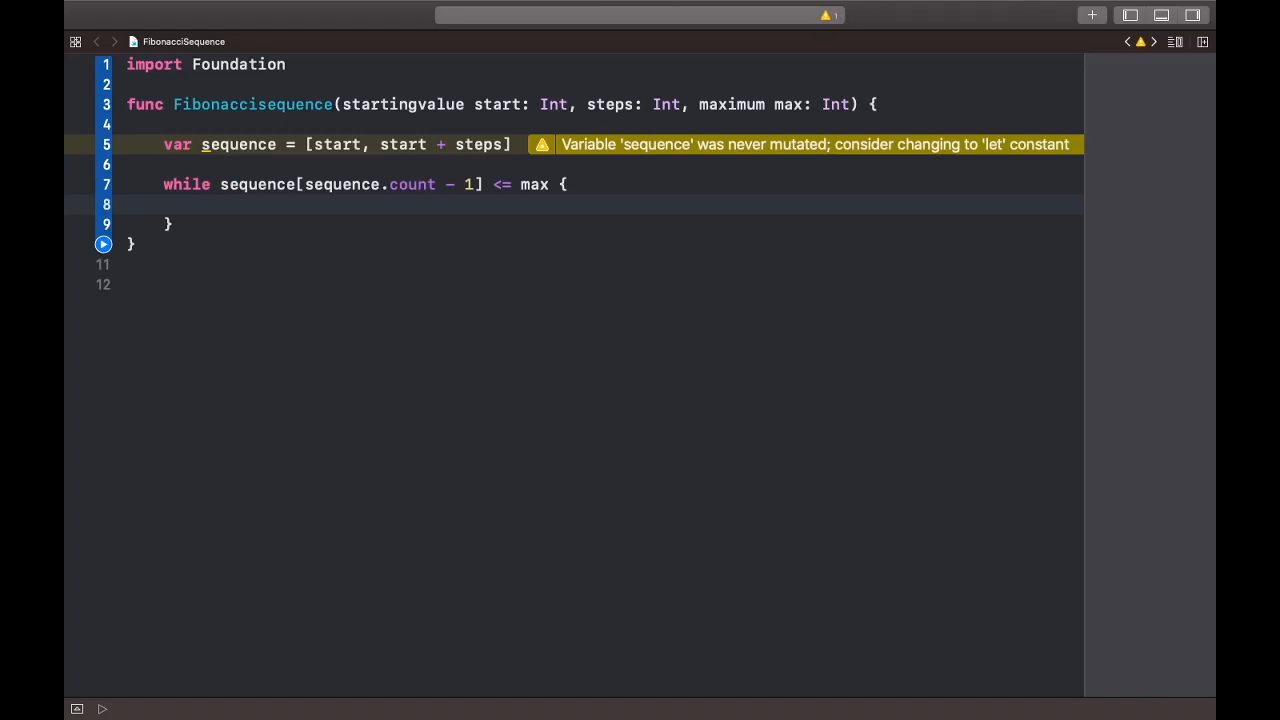 1
FibonacciSequence
1 import Foundation
2
3 func Fibonaccisequence(startingvalue start: Int, steps: Int, maximum max: Int) {
4
5 var sequence = [start, start + steps] Variable 'sequence' was never mutated; consider changing to 'let' constant
6
7 while sequence[sequence.count - 1] <= max {
8
9 }
}
11
12